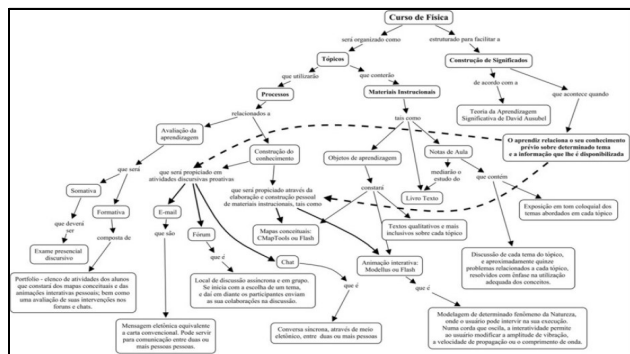 Curso de Física
será organizado como
estruturado para facilitar a
Tópicos
Construção de Significados
que utilizarão
que conterão
de acordo com a
que acontece quando
Processos
Materiais Instrucionais
Teoria da Aprendizagem
Significativa de David Ausubel
relacionados a
tais como
O aprendiz relaciona o seu conhecimento
prévio sobre determinado tema
e a informação que lhe é disponibilizada
Avaliação da
aprendizagem
Construção do
conhecimento
Objetos de aprendizagem
Notas de Aula
que será
que será propiciado em
atividades discursivas proativas
que será propiciado através da
elaboração e construção pessoal
de materiais instrucionais, tais como
constará
mediarão o
estudo do
que contém
Somativa
Formativa
E-mail
Fórum
Livro Texto
Exposição em tom coloquial dos
temas abordados em cada tópico
que deverá
ser
composta de
que são
que é
Mapas conceituais:
CMapTools ou Flash
Textos qualitativos e mais
inclusivos sobre cada tópico
Exame presencial
discursivo
Chat
Animação interativa:
Modellus ou Flash
Discussão de cada tema do tópico,
e aproximadamente quinze
problemas relacionados a cada tópico,
resolvidos com ênfase na utilização
adequada dos conceitos.
Portfolio - elenco de atividades dos alunos
que constará dos mapas conceituais e das
animações interativas pessoais; bem como
uma avaliação de suas intervenções nos
foruns e chats.
Local de discussão assíncrona e em grupo.
Se inicia com a escolha de um tema,
e daí em diante os participantes enviam
as sua colaborações na discussão.
que é
que é
Mensagem eletrônica equivalente
a carta convencional. Pode servir
para comunicação entre duas ou
mais pessoas pessoas.
Conversa síncrona, através de meio
eletrônico, entre duas ou mais pessoas
Modelagem de determinado fenômeno da Natureza,
onde o usuário pode intervir na sua execução.
Numa corda que oscila, a interatividade permite
ao usuário modificar a amplitude de vibração,
a velocidade de propagação ou o comprimento de onda.